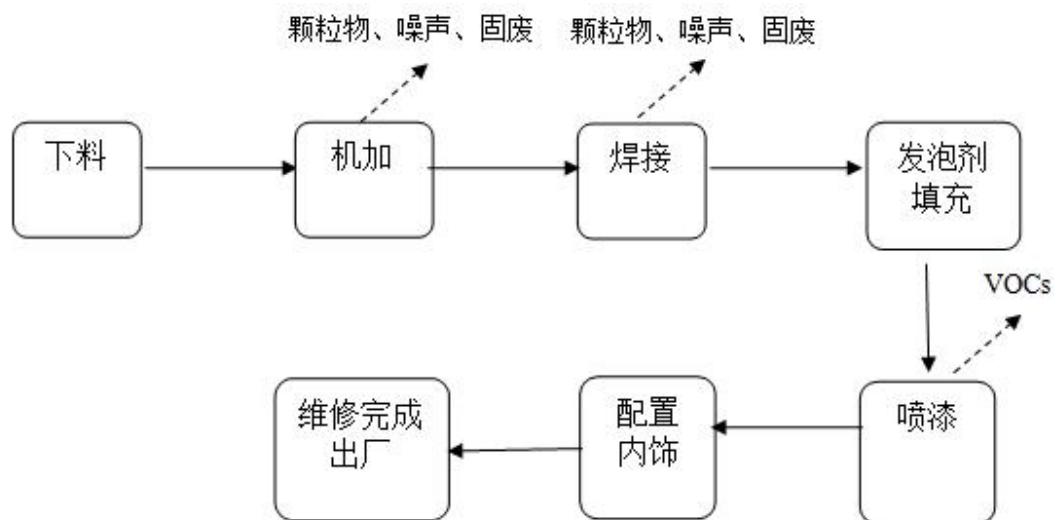 颗粒物、噪声、固废
颗粒物、噪声、固废
下料
机加
焊接
发泡剂
填充
VOCs
维修完成
出厂
配置
内饰
喷漆